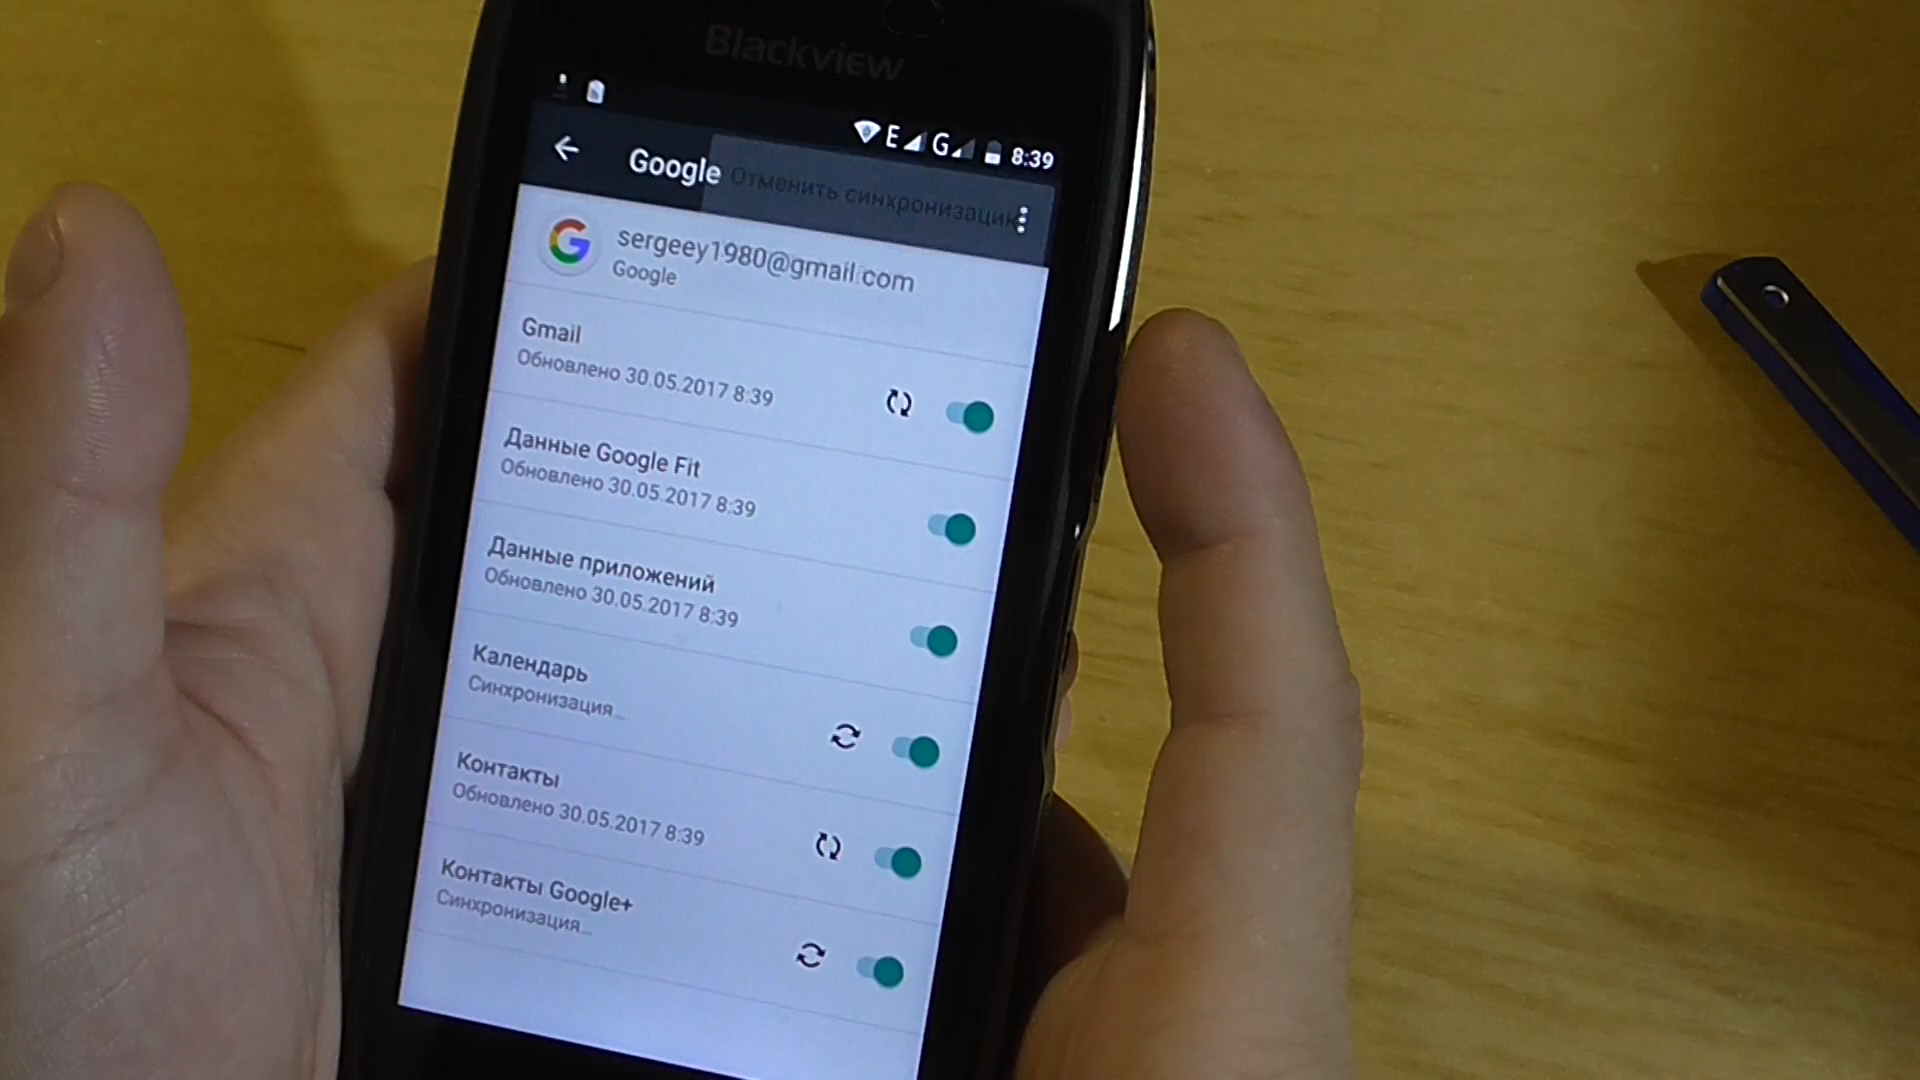 Blackview
E G 8:39
Google Отменить синхронизацию
sergeey1980@gmail.com
Google
Gmail
Обновлено 30.05.2017 8:39
Данные Google Fit
Обновлено 30.05.2017 8:39
Данные приложений
Обновлено 30.05.2017 8:39
Календарь
Синхронизация...
Контакты
Обновлено 30.05.2017 8:39
Контакты Google+
Синхронизация...